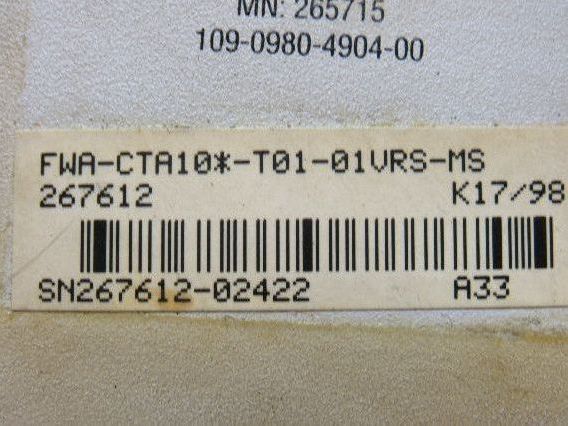 MN: 265715
109-0980-4904-00
FWA-CTA10*-T01-01VRS-MS
267612 K17/98
SN267612-02422 A33